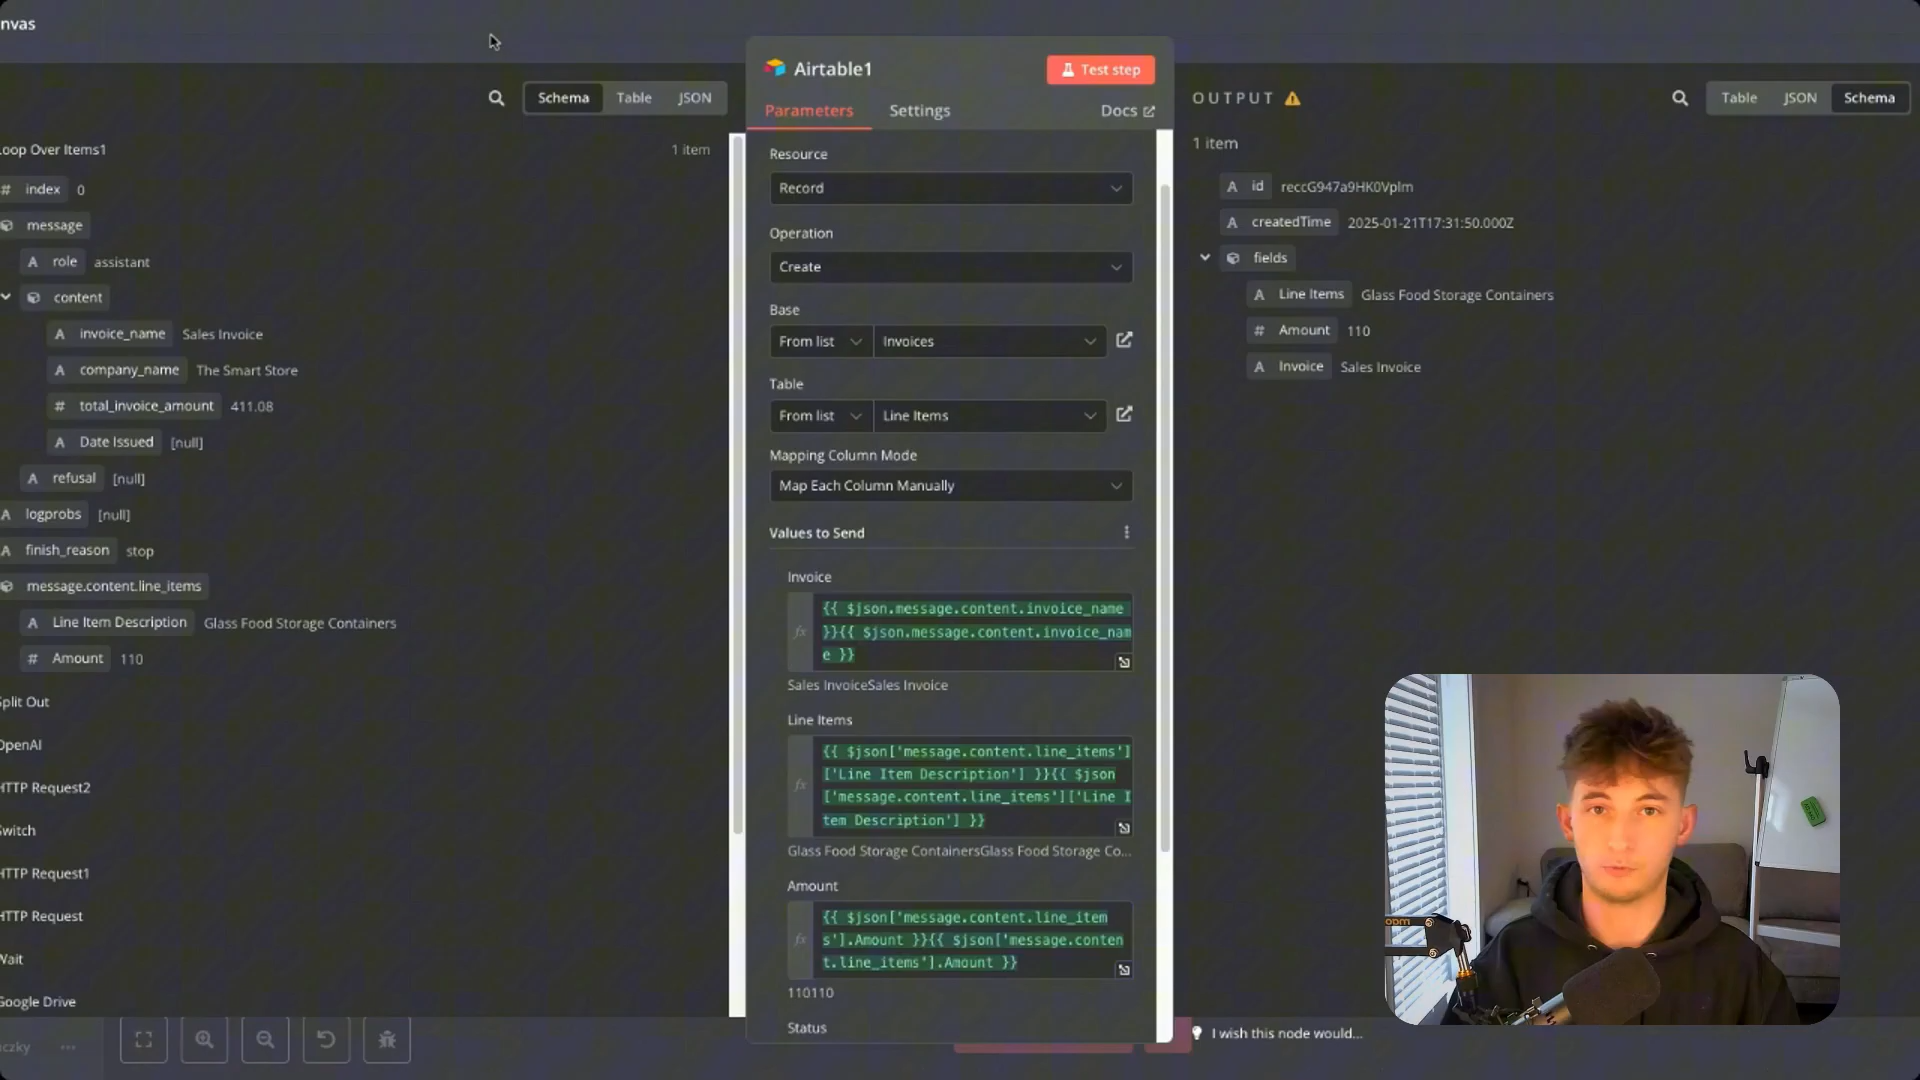 nvas
Schema
Table
JSON
Loop Over Items1
1 item
# index 0
message
A role assistant
content
A invoice_name Sales Invoice
A company_name The Smart Store
# total_invoice_amount 411.08
A Date Issued [null]
A refusal [null]
A logprobs [null]
A finish_reason stop
message.content.line_items
A Line Item Description Glass Food Storage Containers
# Amount 110
Split Out
OpenAI
HTTP Request2
Switch
HTTP Request1
HTTP Request
Wait
Google Drive
czky
Airtable1
Test step
Parameters
Settings
Docs
Resource
Record
Operation
Create
Base
From list
Invoices
Table
From list
Line Items
Mapping Column Mode
Map Each Column Manually
Values to Send
Invoice
fx
{{ $json.message.content.invoice_name
}}{{ $json.message.content.invoice_nam
e }}
Sales InvoiceSales Invoice
Line Items
fx
{{ $json['message.content.line_items']
['Line Item Description'] }}{{ $json
['message.content.line_items']['Line I
tem Description'] }}
Glass Food Storage ContainersGlass Food Storage Co...
Amount
fx
{{ $json['message.content.line_item
s'].Amount }}{{ $json['message.conten
t.line_items'].Amount }}
110110
Status
OUTPUT
Table
JSON
Schema
1 item
A id reccG947a9HK0Vplm
A createdTime 2025-01-21T17:31:50.000Z
fields
A Line Items Glass Food Storage Containers
# Amount 110
A Invoice Sales Invoice
I wish this node would...